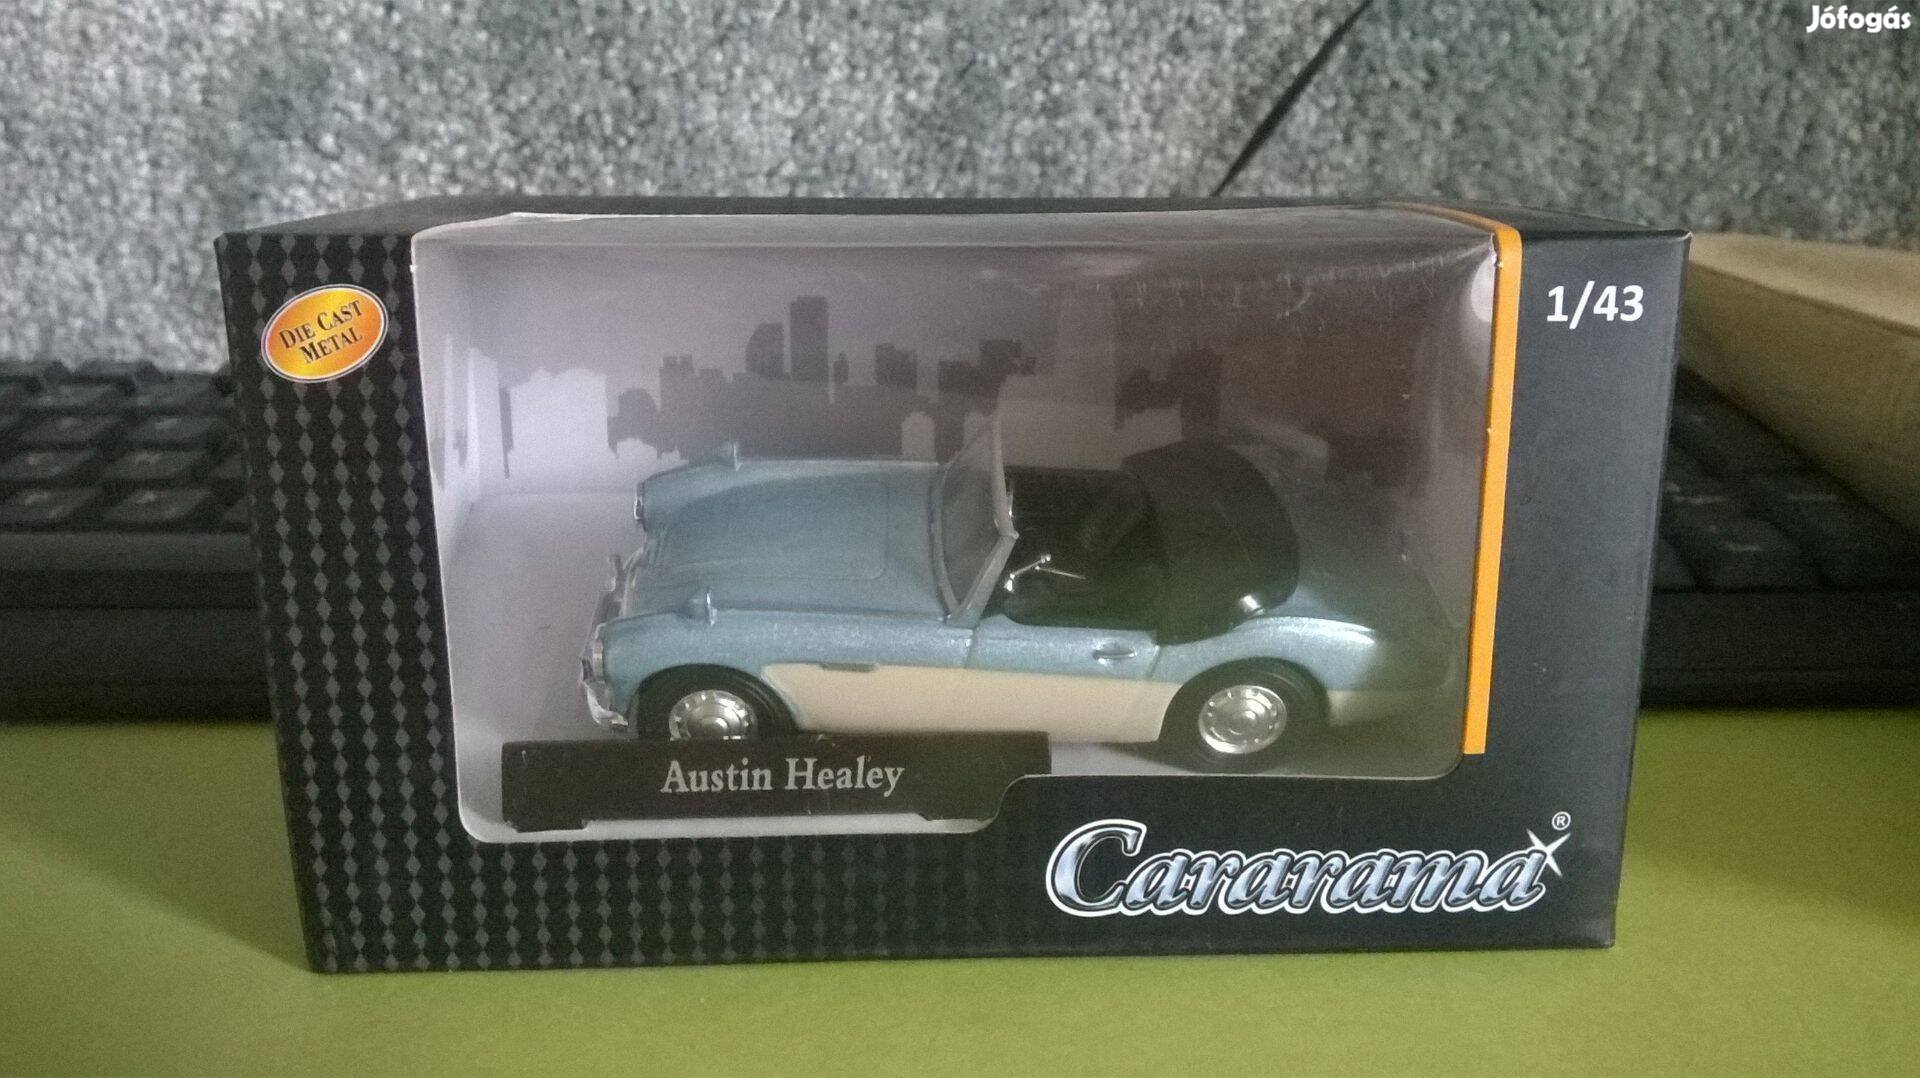 Jófogás
DIE CAST
METAL
1/43
Austin Healey
Cararama®